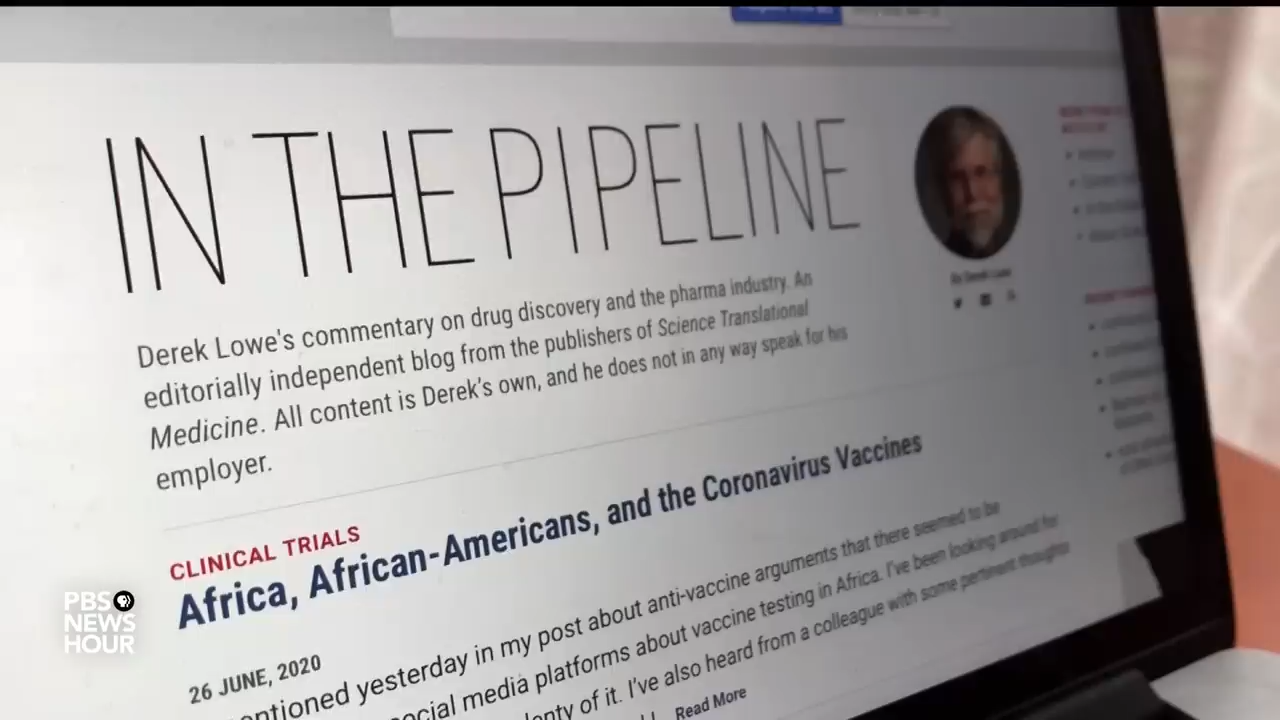 IN THE PIPELINE
Derek Lowe's commentary on drug discovery and the pharma industry. An
editorially independent blog from the publishers of Science Translational
Medicine. All content is Derek's own, and he does not in any way speak for his
employer.
By Derek Lowe
CLINICAL TRIALS
Africa, African-Americans, and the Coronavirus Vaccines
26 JUNE, 2020
yesterday in my post about anti-vaccine arguments that there seemed to be
social media platforms about vaccine testing in Africa. I've been looking around for
of it. I've also heard from a colleague with some pertinent thoughts
Read More
PBS
NEWS
HOUR